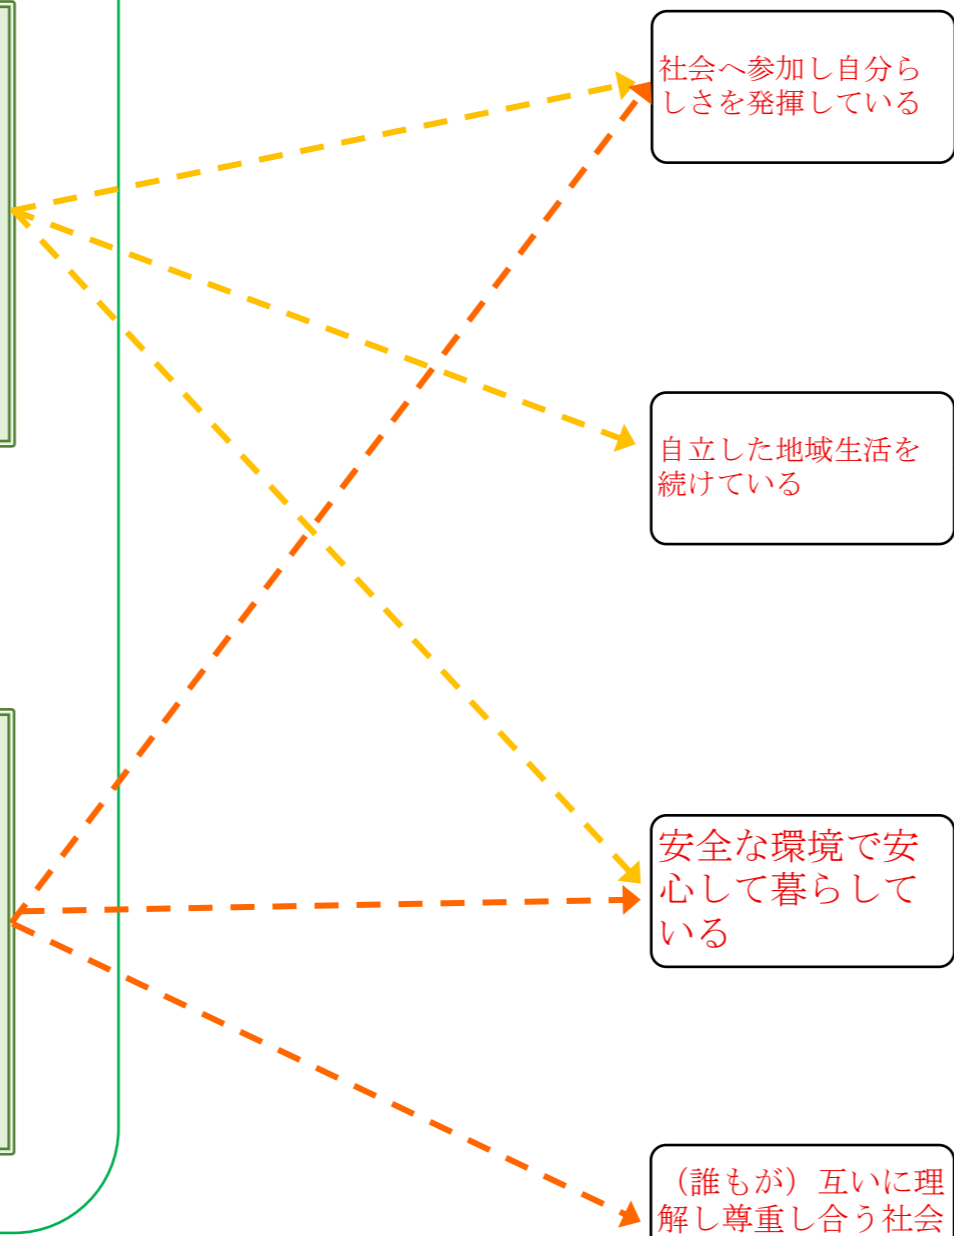 社会へ参加し自分ら
しさを発揮している
自立した地域生活を
続けている
安全な環境で安
心して暮らして
いる
（誰もが）互いに理
解し尊重し合う社会